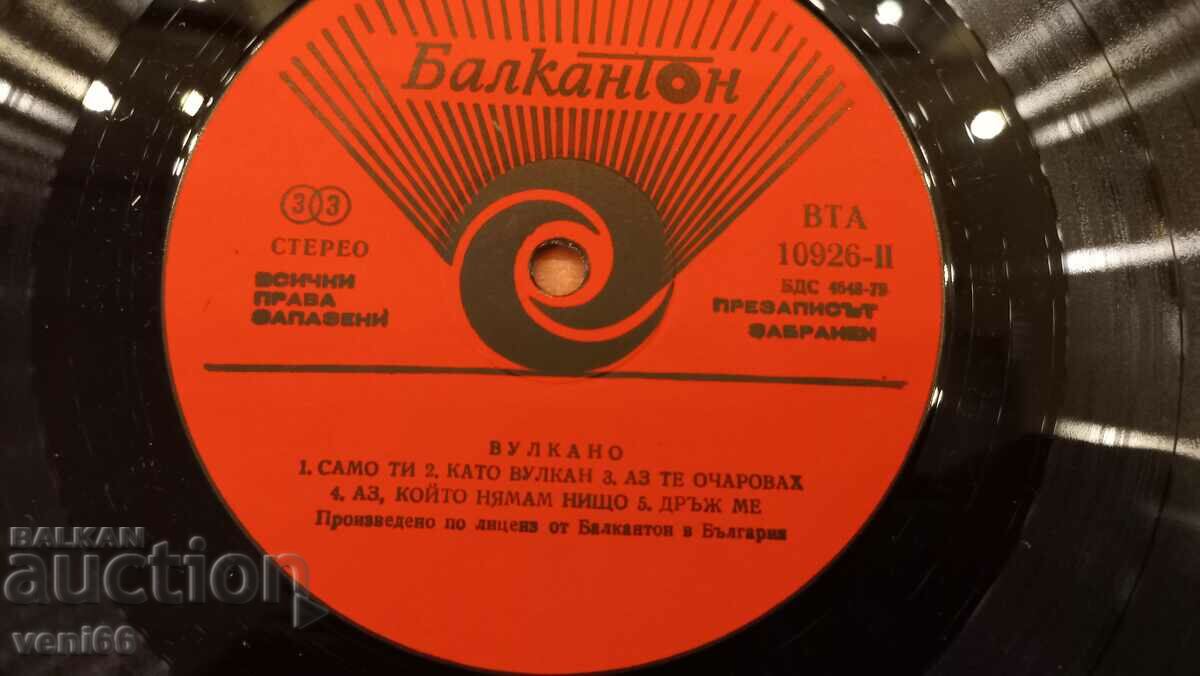 Балкантон
33
СТЕРЕО
ВСИЧКИ
ПРАВА
ЗАПАЗЕНИ
ВТА
10926-II
БДС 4648-79
ПРЕЗАПИСЪТ
ЗАБРАНЕН
ВУЛКАНО
1. САМО ТИ 2. КАТО ВУЛКАН 3. АЗ ТЕ ОЧАРОВАХ
4. АЗ, КОЙТО НЯМАМ НИЩО 5. ДРЪЖ МЕ
Произведено по лиценз от Балкантон в България
BALKAN
auction
veni66